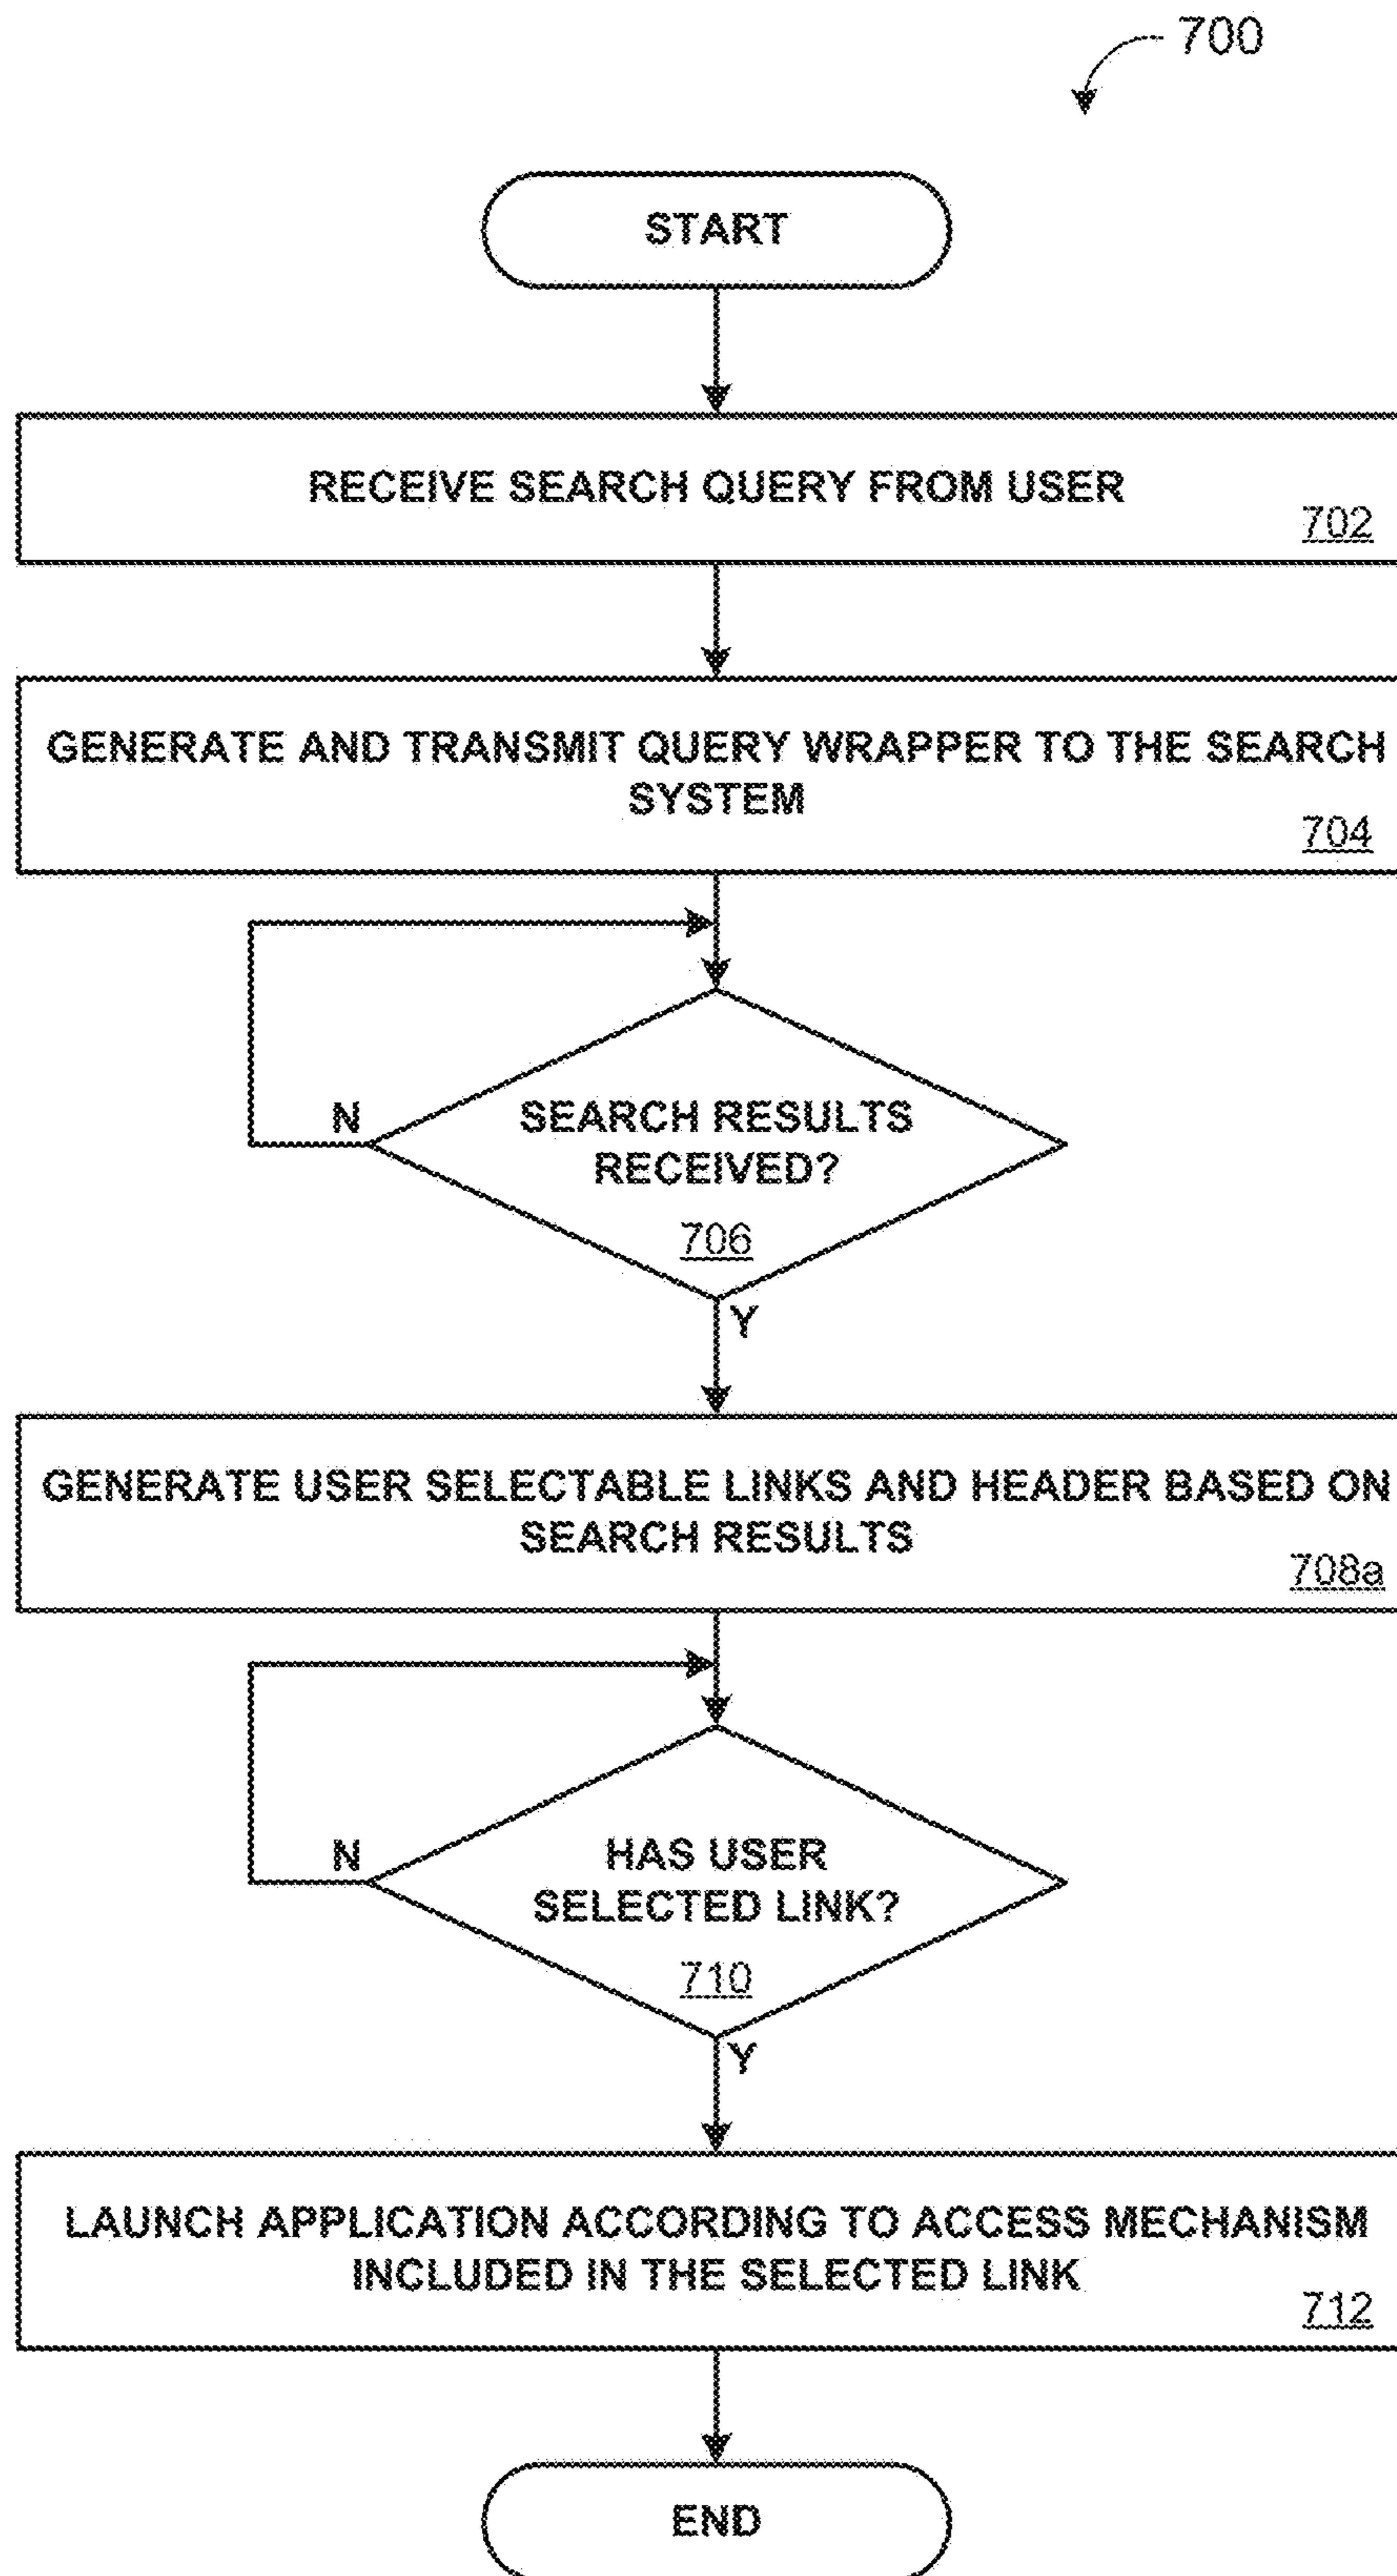 700
START
RECEIVE SEARCH QUERY FROM USER
702
GENERATE AND TRANSMIT QUERY WRAPPER TO THE SEARCH
SYSTEM
704
N
SEARCH RESULTS
RECEIVED?
706
Y
GENERATE USER SELECTABLE LINKS AND HEADER BASED ON
SEARCH RESULTS
708a
N
HAS USER
SELECTED LINK?
710
Y
LAUNCH APPLICATION ACCORDING TO ACCESS MECHANISM
INCLUDED IN THE SELECTED LINK
712
END